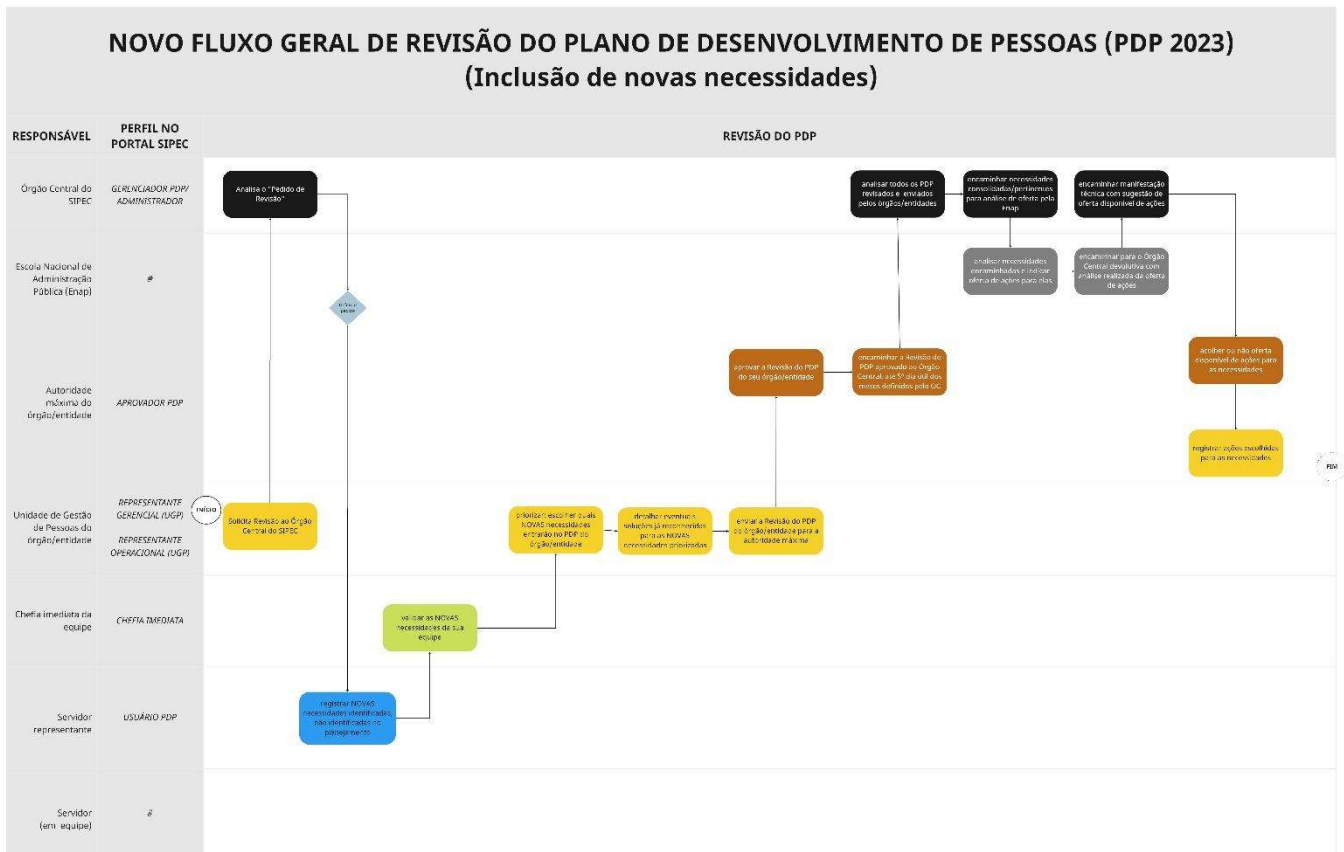 NOVO FLUXO GERAL DE REVISÃO DO PLANO DE DESENVOLVIMENTO DE PESSOAS (PDP 2023)
(Inclusão de novas necessidades)
RESPONSÁVEL
PERFIL NO
PORTAL SIPEC
REVISÃO DO PDP
Órgão Central do
SIPEC
GERENCIADOR PDP/
ADMINISTRADOR
Analisa o "Pedido de
Revisão"
analisar todos os PDP
revisados e enviados
pelos órgãos/entidades
encaminhar necessidades
consolidadas/pertinentes
para análise de oferta pela
Enap
encaminhar manifestação
técnica com sugestão de
oferta disponível de ações
Escola Nacional de
Administração
Pública (Enap)
#
analisar necessidades
encaminhadas e indicar
oferta de ações para elas
encaminhar para o Órgão
Central devolutiva com
análise realizada da oferta
de ações
Autoridade
máxima do
órgão/entidade
APROVADOR PDP
aprovar a Revisão do PDP
do seu órgão/entidade
encaminhar a Revisão do
PDP aprovado ao Órgão
Central, até 5º dia útil dos
meses definidos pelo OC
acolher ou não oferta
disponível de ações para
as necessidades
registrar ações escolhidas
para as necessidades
FIM
Unidade de Gestão
de Pessoas do
órgão/entidade
REPRESENTANTE
GERENCIAL (UGP)
REPRESENTANTE
OPERACIONAL (UGP)
INÍCIO
Solicita Revisão ao Órgão
Central do SIPEC
priorizar: escolher quais
NOVAS necessidades
entrarão no PDP do
órgão/entidade
detalhar eventuais
soluções já reconhecidas
para as NOVAS
necessidades priorizadas
enviar a Revisão do PDP
do órgão/entidade para a
autoridade máxima
Chefia imediata da
equipe
CHEFIA IMEDIATA
validar as NOVAS
necessidades da sua
equipe
Servidor
representante
USUÁRIO PDP
registrar NOVAS
necessidades identificadas,
não identificadas no
planejamento
Servidor
(em equipe)